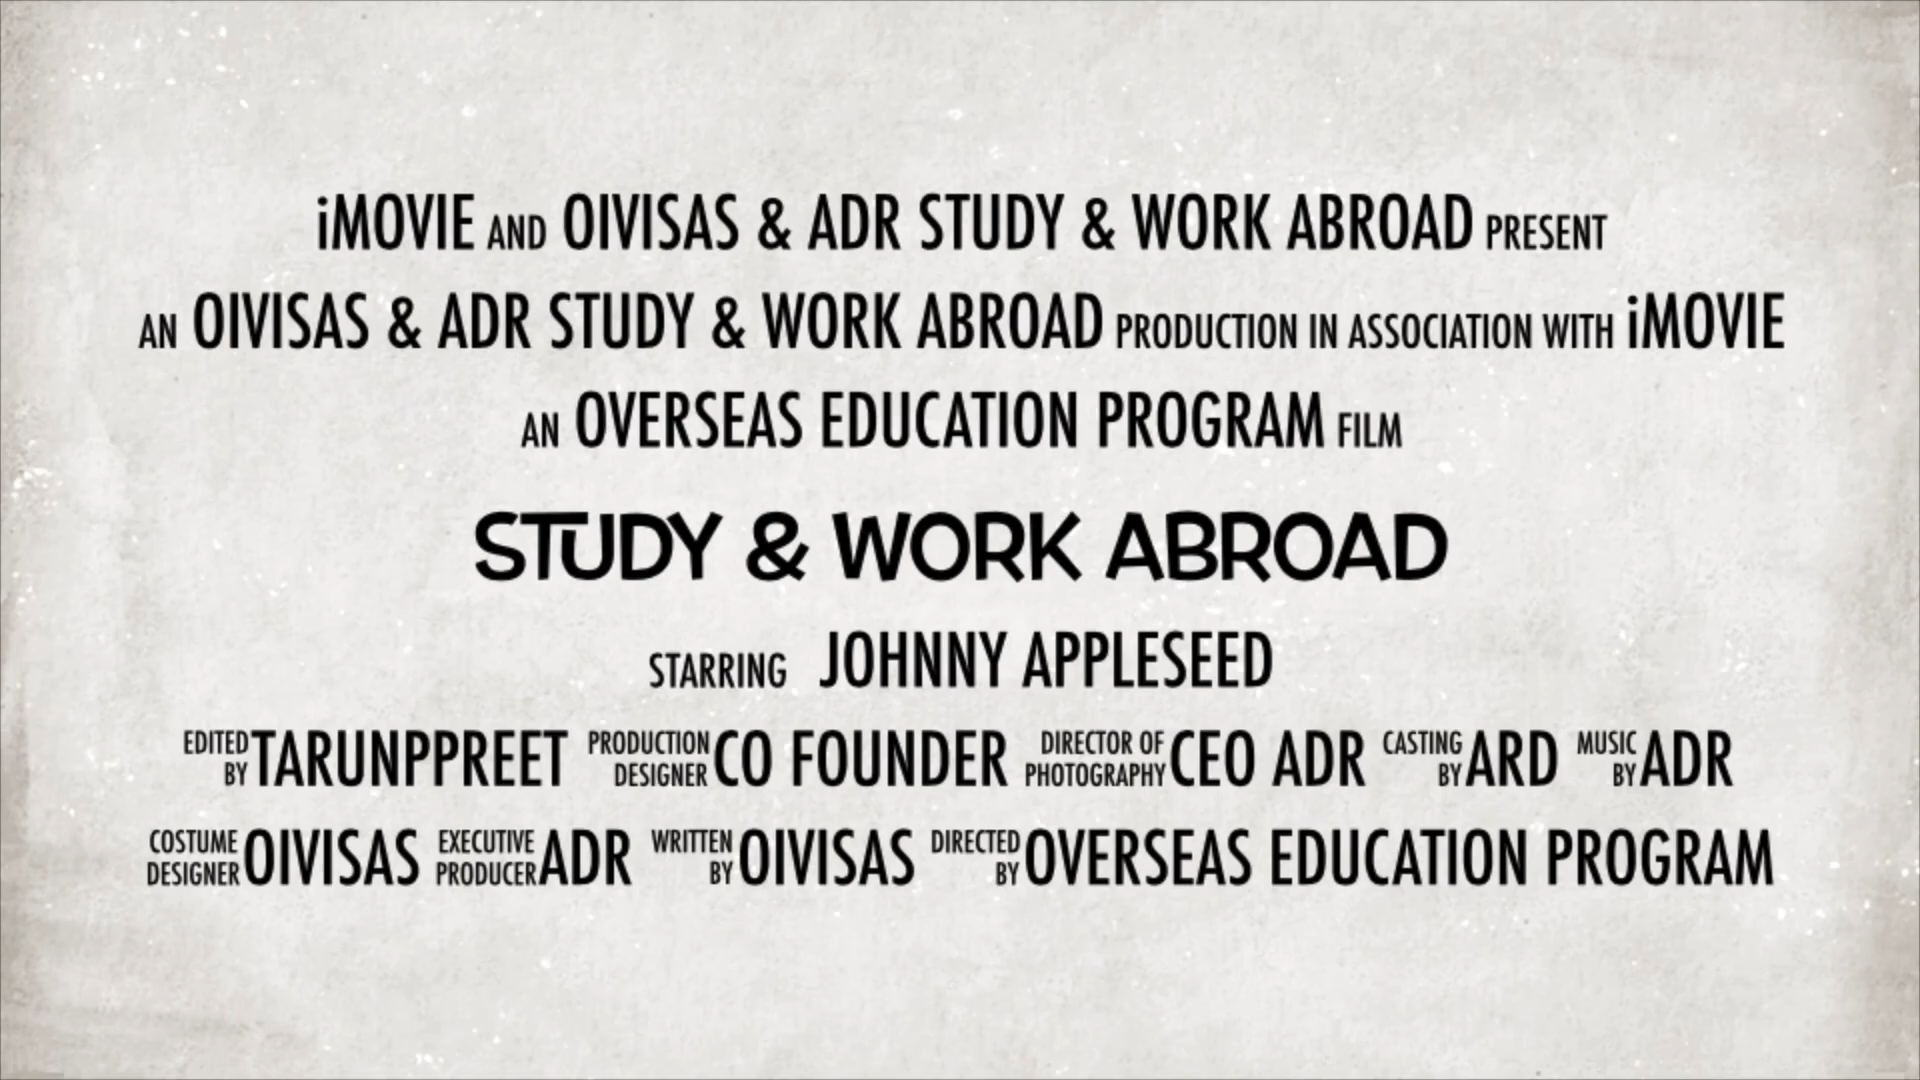 iMOVIE AND OIVISAS & ADR STUDY & WORK ABROAD PRESENT
AN OIVISAS & ADR STUDY & WORK ABROAD PRODUCTION IN ASSOCIATION WITH iMOVIE
AN OVERSEAS EDUCATION PROGRAM FILM
STUDY & WORK ABROAD
STARRING JOHNNY APPLESEED
EDITED BY TARUNPPREET PRODUCTION DESIGNER CO FOUNDER DIRECTOR OF PHOTOGRAPHY CEO ADR CASTING BY ARD MUSIC BY ADR
COSTUME DESIGNER OIVISAS EXECUTIVE PRODUCER ADR WRITTEN BY OIVISAS DIRECTED BY OVERSEAS EDUCATION PROGRAM